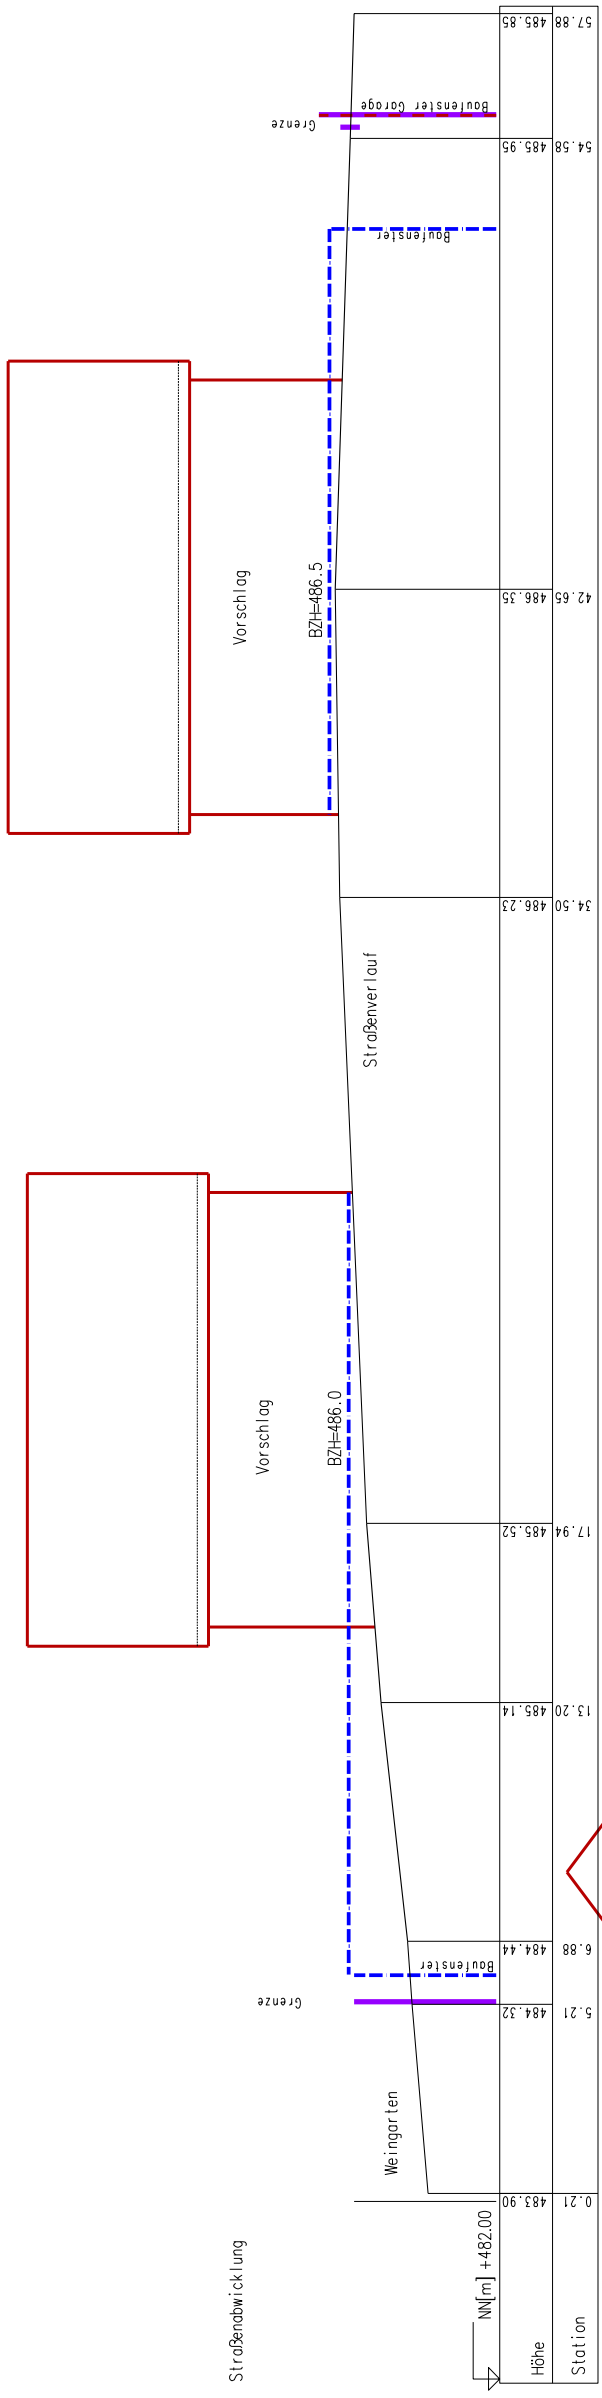 Straßenabwicklung
Grenze
Vorschlag
BZH=486.0
Vorschlag
BZH=486.5
Grenze
Weingarten
Straßenverlauf
Baufenster
Baufenster
Baufenster Garage
NN[m] +482.00
Höhe
483.90
484.32
484.44
485.14
485.52
486.23
486.35
485.95
485.85
Station
0.21
5.21
6.88
13.20
17.94
34.50
42.65
54.58
57.88